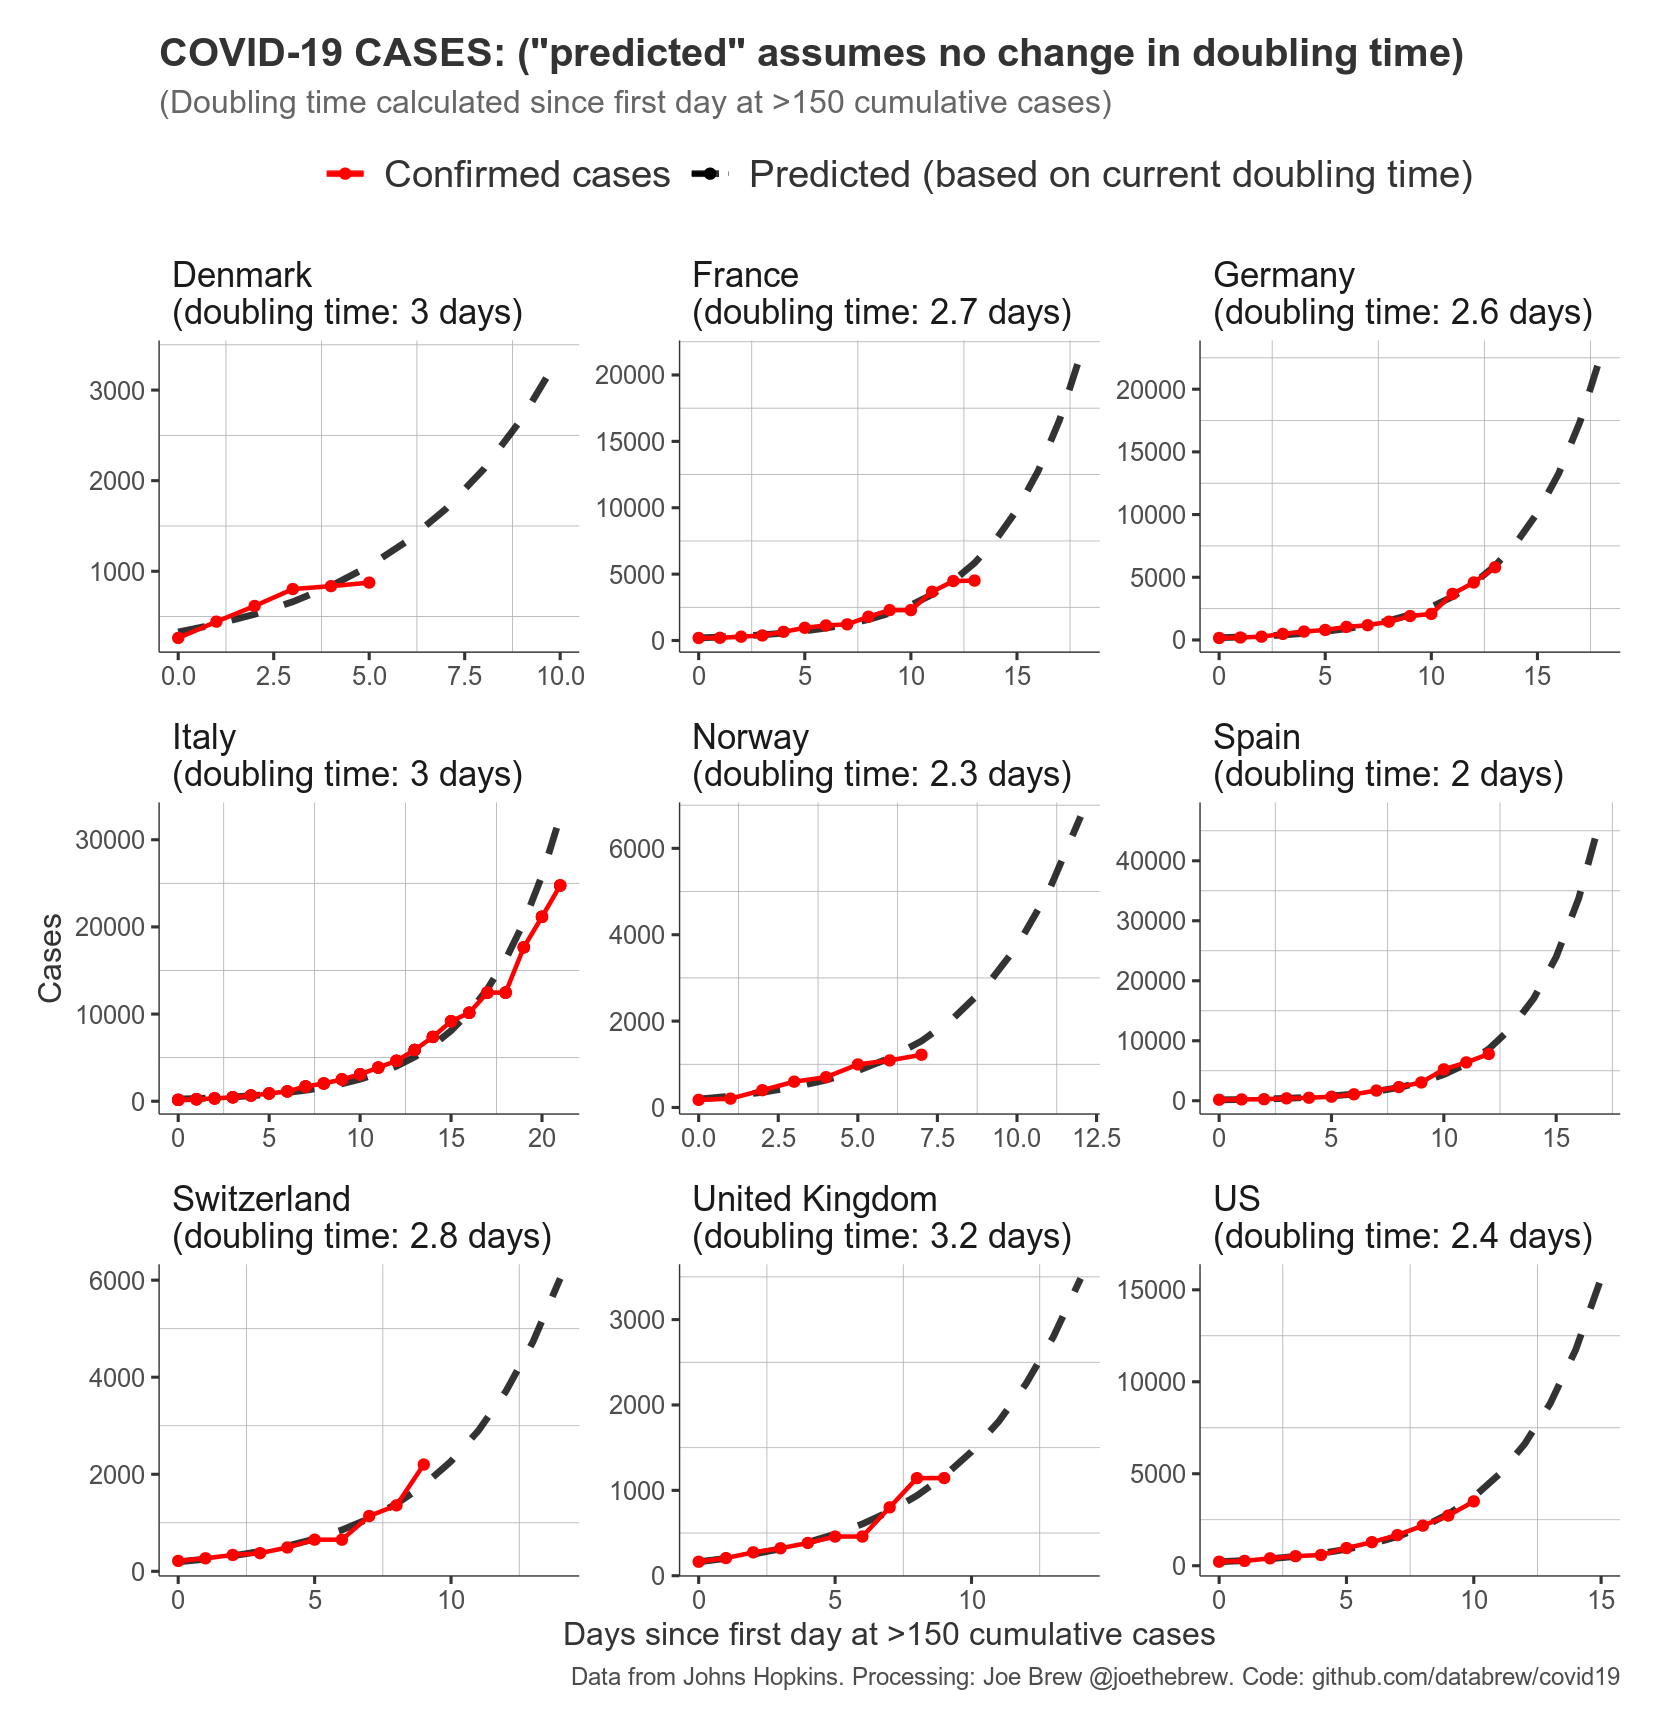 COVID-19 CASES: ("predicted" assumes no change in doubling time)
(Doubling time calculated since first day at >150 cumulative cases)
Confirmed cases Predicted (based on current doubling time)
Denmark
(doubling time: 3 days)
3000
2000
1000
0.0 2.5 5.0 7.5 10.0
France
(doubling time: 2.7 days)
20000
15000
10000
5000
0
0 5 10 15
Germany
(doubling time: 2.6 days)
20000
15000
10000
5000
0
0 5 10 15
Cases
Italy
(doubling time: 3 days)
30000
20000
10000
0
0 5 10 15 20
Norway
(doubling time: 2.3 days)
6000
4000
2000
0
0.0 2.5 5.0 7.5 10.0 12.5
Spain
(doubling time: 2 days)
40000
30000
20000
10000
0
0 5 10 15
Switzerland
(doubling time: 2.8 days)
6000
4000
2000
0
0 5 10
United Kingdom
(doubling time: 3.2 days)
3000
2000
1000
0
0 5 10
US
(doubling time: 2.4 days)
15000
10000
5000
0
0 5 10 15
Days since first day at >150 cumulative cases
Data from Johns Hopkins. Processing: Joe Brew @joethebrew. Code: github.com/databrew/covid19